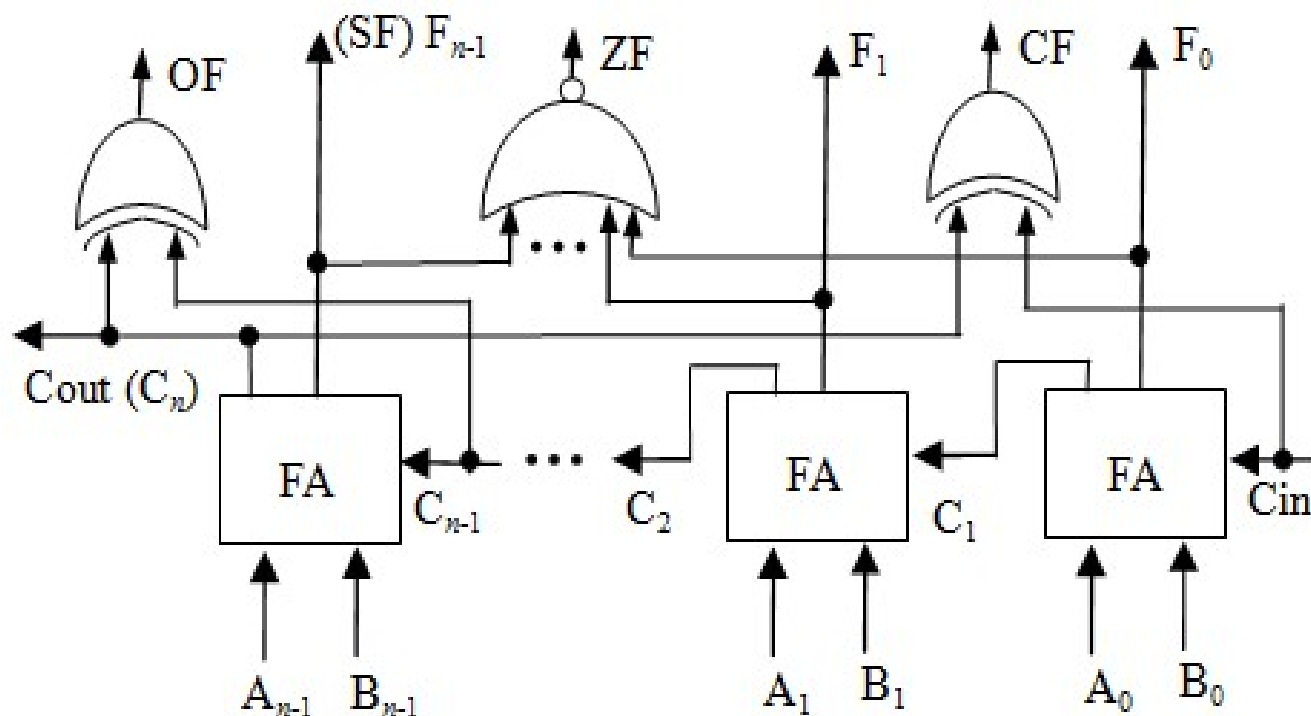 OF
(SF) Fn-1
ZF
F1
CF
F0
Cout (Cn)
FA
Cn-1
C2
FA
C1
FA
Cin
An-1
Bn-1
A1
B1
A0
B0